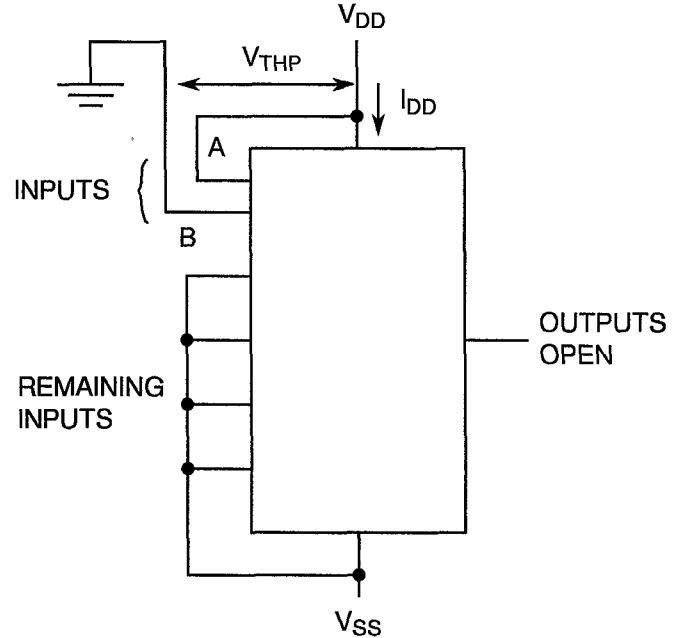 VDD
VTHP
IDD
A
INPUTS
B
OUTPUTS
OPEN
REMAINING
INPUTS
VSS